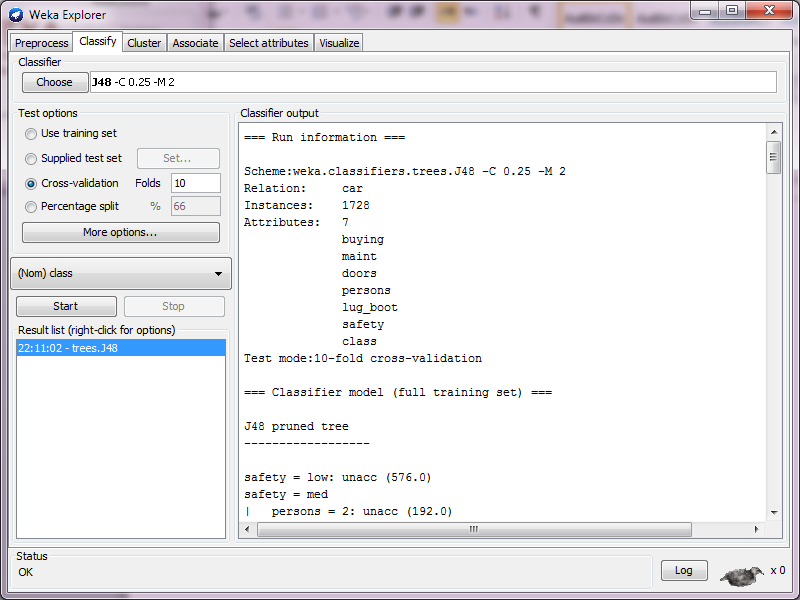 Weka Explorer
Preprocess Classify Cluster Associate Select attributes Visualize
Classifier
Choose J48 -C 0.25 -M 2
Test options
Use training set
Supplied test set Set...
Cross-validation Folds 10
Percentage split % 66
More options...
(Nom) class
Start Stop
Result list (right-click for options)
22:11:02 - trees.J48
Classifier output
=== Run information ===
Scheme:weka.classifiers.trees.J48 -C 0.25 -M 2
Relation: car
Instances: 1728
Attributes: 7
buying
maint
doors
persons
lug_boot
safety
class
Test mode:10-fold cross-validation
=== Classifier model (full training set) ===
J48 pruned tree
------------------
safety = low: unacc (576.0)
safety = med
| persons = 2: unacc (192.0)
Status
OK
Log x 0